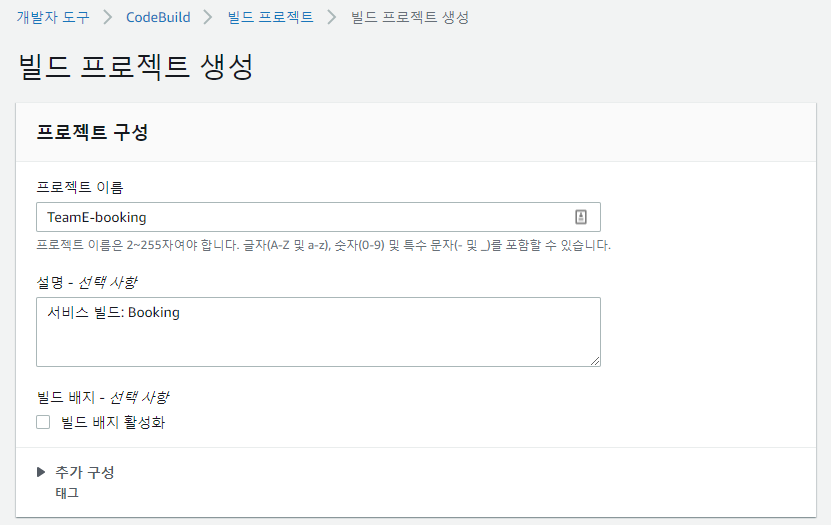 개발자 도구 > CodeBuild > 빌드 프로젝트 > 빌드 프로젝트 생성
빌드 프로젝트 생성
프로젝트 구성
프로젝트 이름
TeamE-booking
프로젝트 이름은 2~255자여야 합니다. 글자(A-Z 및 a-z), 숫자(0-9) 및 특수 문자(- 및 _)를 포함할 수 있습니다.
설명 - 선택 사항
서비스 빌드: Booking
빌드 배지 - 선택 사항
빌드 배지 활성화
추가 구성
태그